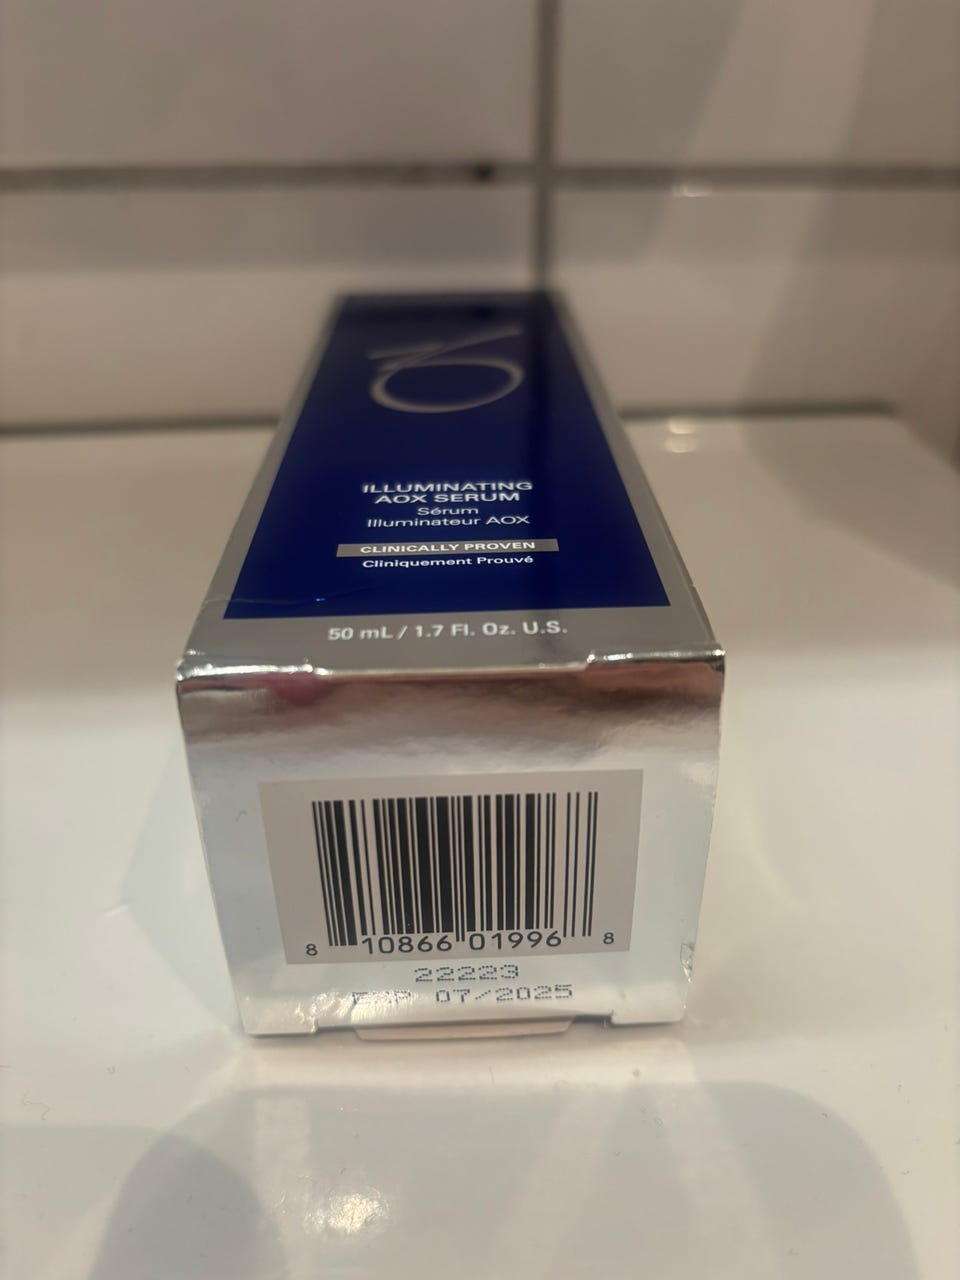 ILLUMINATING
AOX SERUM
Sérum
Illuminateur AOX
CLINICALLY PROVEN
Cliniquement Prouvé
50 mL / 1.7 Fl. Oz. U.S.
8 10866 01996 8
22223
EXP 07/2025